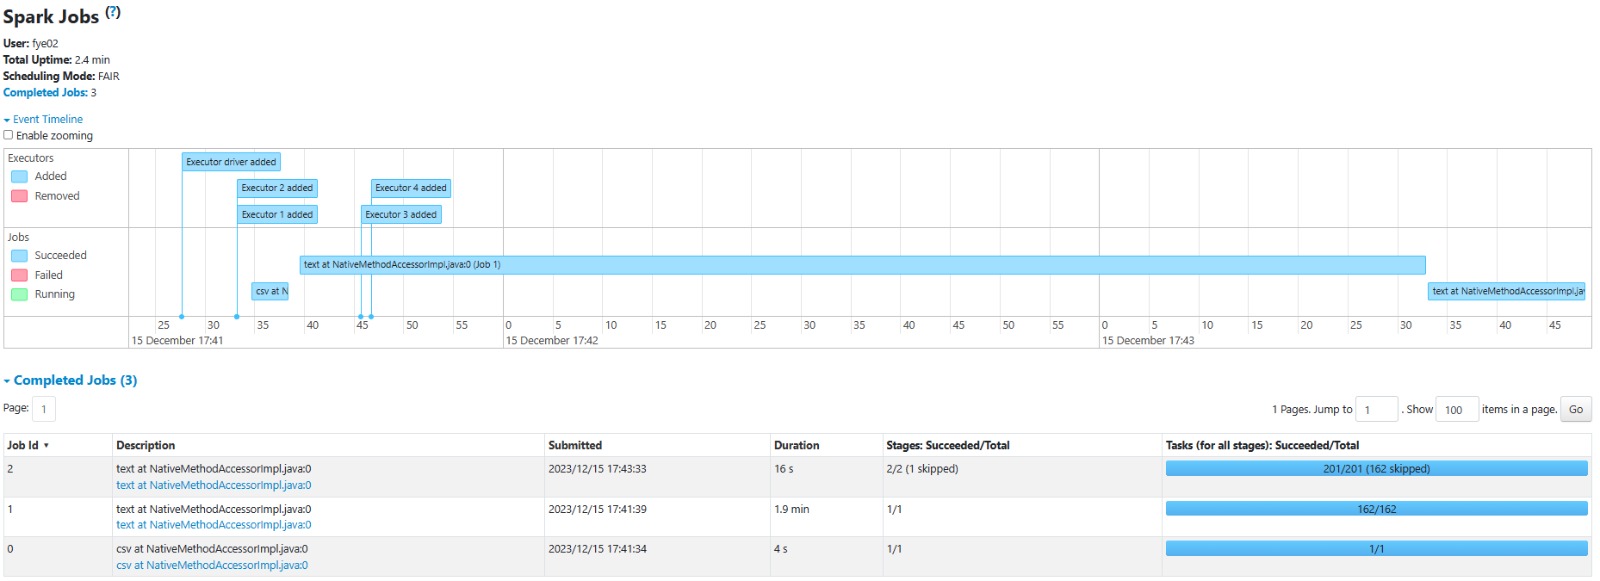 Spark Jobs (?)
User: fye02
Total Uptime: 2.4 min
Scheduling Mode: FAIR
Completed Jobs: 3
Event Timeline
Enable zooming
Executors
Added
Removed
Executor driver added
Executor 2 added
Executor 4 added
Executor 1 added
Executor 3 added
Jobs
Succeeded
Failed
Running
text at NativeMethodAccessorImpl.java:0 (Job 1)
csv at N
text at NativeMethodAccessorImpl.ja
25 30 35 40 45 50 55 0 5 10 15 20 25 30 35 40 45 50 55 0 5 10 15 20 25 30 35 40 45
15 December 17:41 15 December 17:42 15 December 17:43
Completed Jobs (3)
Page: 1
1 Pages. Jump to 1 . Show 100 items in a page. Go
Job Id ▾ Description Submitted Duration Stages: Succeeded/Total Tasks (for all stages): Succeeded/Total
2 text at NativeMethodAccessorImpl.java:0 2023/12/15 17:43:33 16 s 2/2 (1 skipped) 201/201 (162 skipped)
text at NativeMethodAccessorImpl.java:0
1 text at NativeMethodAccessorImpl.java:0 2023/12/15 17:41:39 1.9 min 1/1 162/162
text at NativeMethodAccessorImpl.java:0
0 csv at NativeMethodAccessorImpl.java:0 2023/12/15 17:41:34 4 s 1/1 1/1
csv at NativeMethodAccessorImpl.java:0